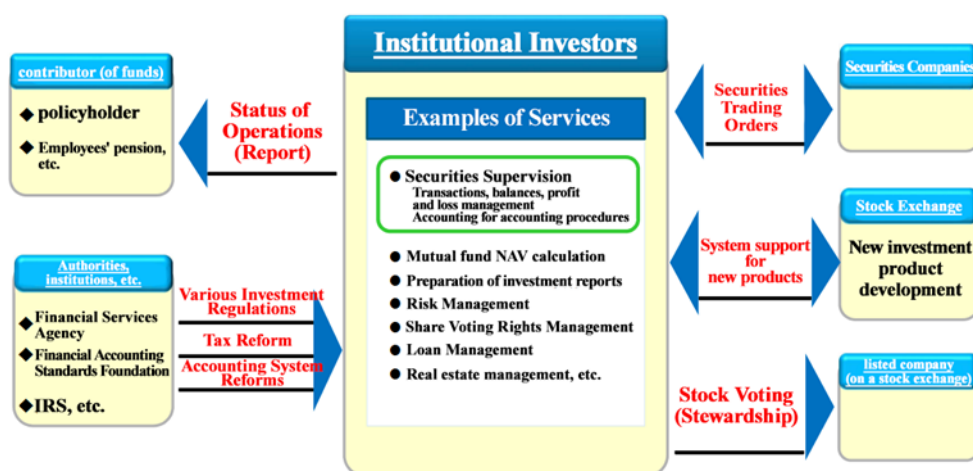 contributor (of funds)
◆ policyholder
◆ Employees' pension,
etc.
Status of
Operations
(Report)
Authorities,
institutions, etc.
◆ Financial Services
Agency
◆ Financial Accounting
Standards Foundation
◆IRS, etc.
Various Investment
Regulations
Tax Reform
Accounting System
Reforms
Institutional Investors
Examples of Services
● Securities Supervision
Transactions, balances, profit
and loss management
Accounting for accounting procedures
● Mutual fund NAV calculation
● Preparation of investment reports
● Risk Management
● Share Voting Rights Management
● Loan Management
● Real estate management, etc.
Securities
Trading
Orders
Securities Companies
System support
for
new products
Stock Exchange
New investment
product
development
Stock Voting
(Stewardship)
listed company
(on a stock exchange)